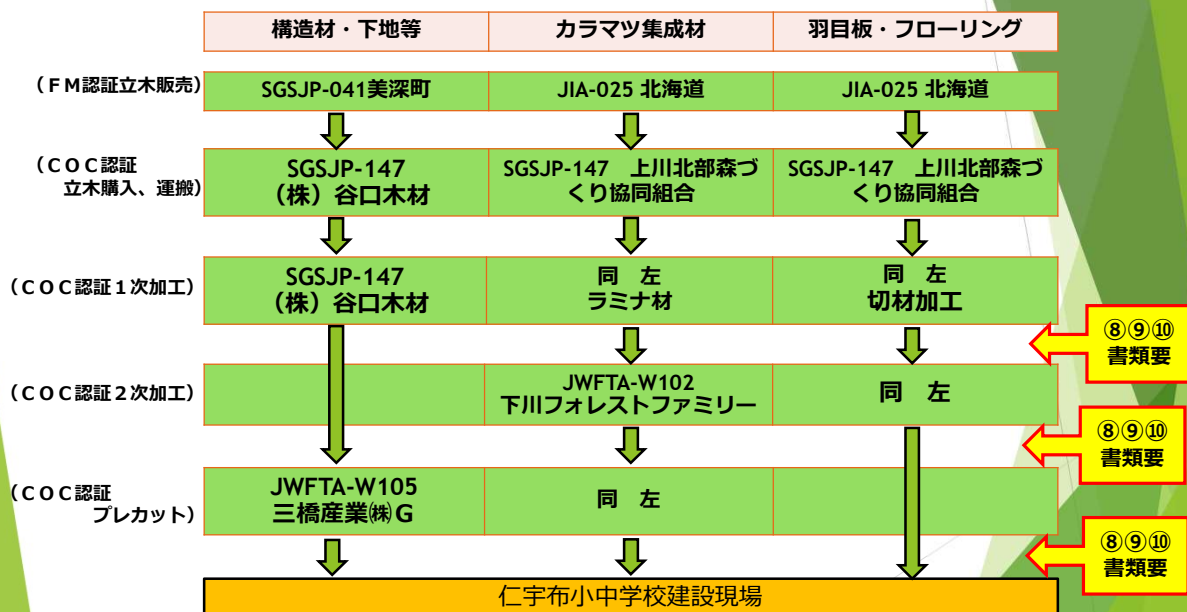 構造材・下地等
カラマツ集成材
羽目板・フローリング
（ＦＭ認証立木販売）
SGSJP-041美深町
JIA-025 北海道
JIA-025 北海道
（ＣＯＣ認証
立木購入、運搬）
SGSJP-147
（株）谷口木材
SGSJP-147　上川北部森づ
くり協同組合
SGSJP-147　上川北部森づ
くり協同組合
（ＣＯＣ認証１次加工）
SGSJP-147
（株）谷口木材
同　左
ラミナ材
同　左
切材加工
⑧⑨⑩
書類要
（ＣＯＣ認証２次加工）
JWFTA-W102
下川フォレストファミリー
同　左
⑧⑨⑩
書類要
（ＣＯＣ認証
プレカット）
JWFTA-W105
三橋産業㈱Ｇ
同　左
⑧⑨⑩
書類要
仁宇布小中学校建設現場